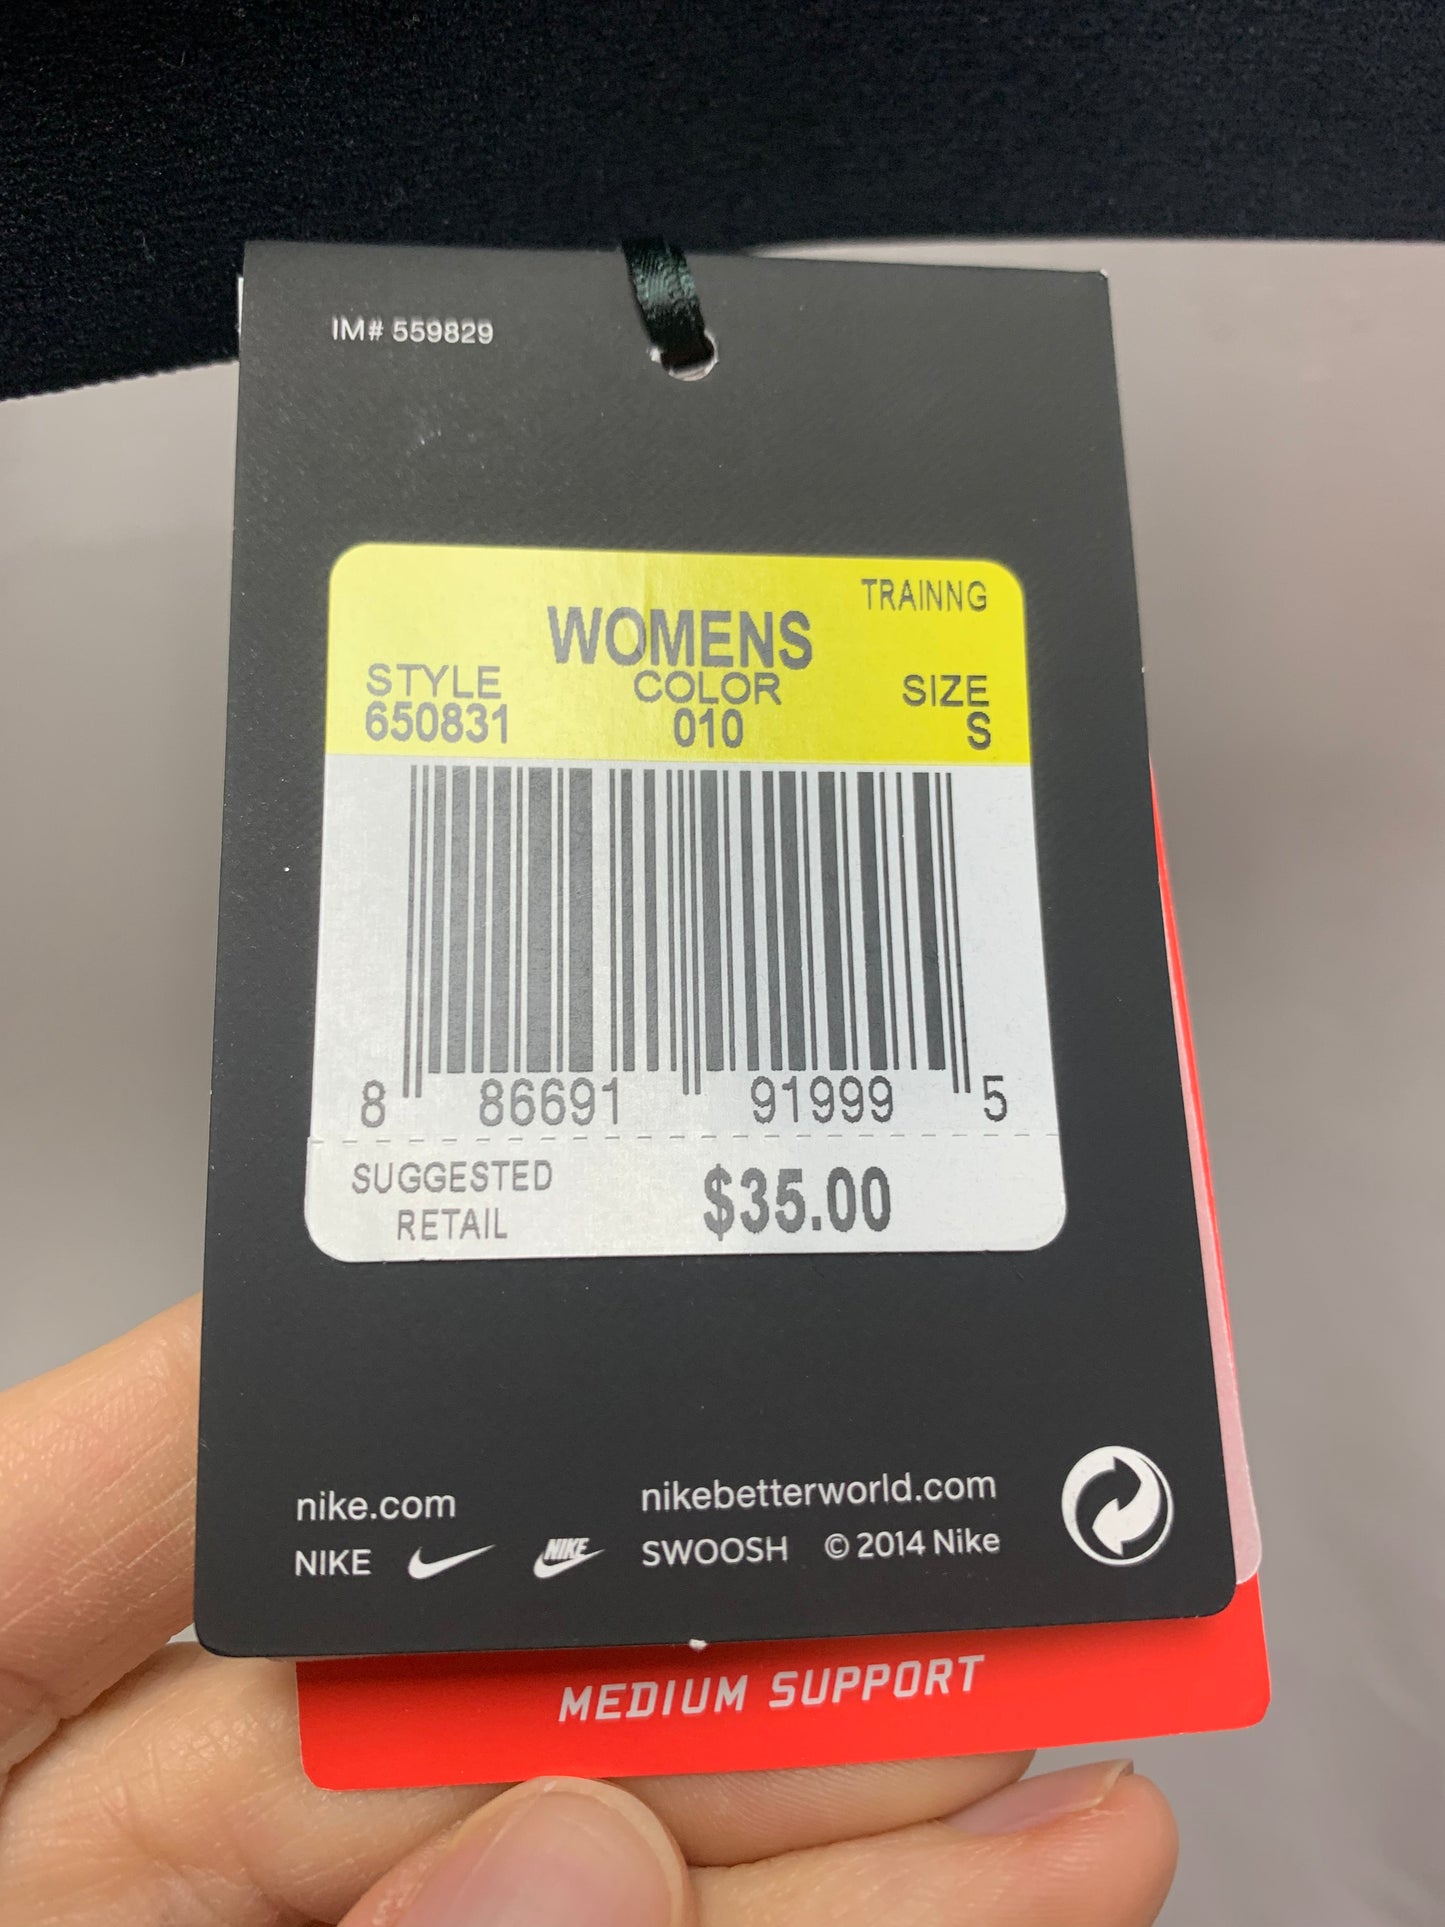 IM# 559829
TRAINNG
WOMENS
STYLE COLOR SIZE
650831 010 S
8 86691 91999 5
SUGGESTED RETAIL $35.00
nike.com nikebetterworld.com
NIKE NIKE SWOOSH © 2014 Nike
MEDIUM SUPPORT